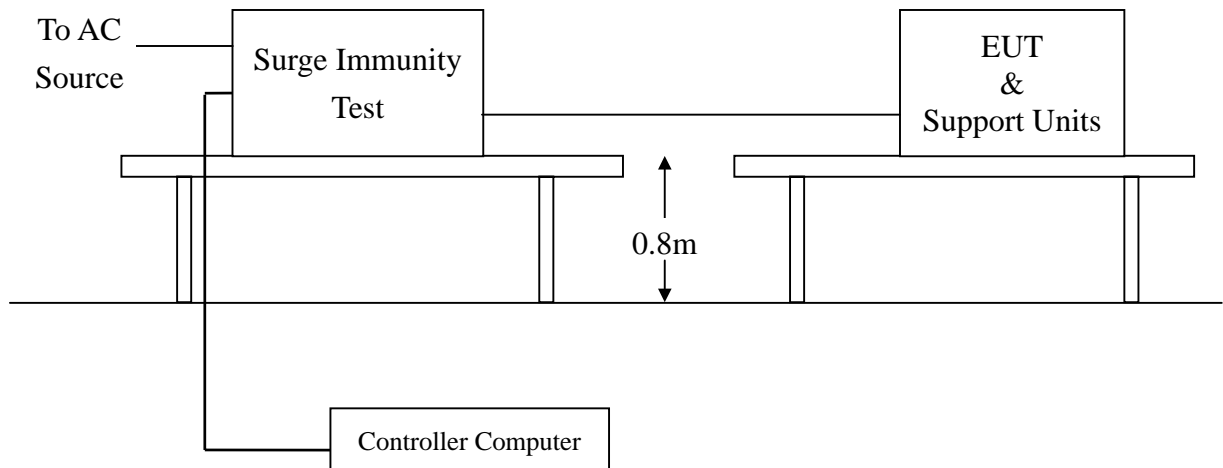 To AC
Source
Surge Immunity
Test
EUT
&
Support Units
0.8m
Controller Computer